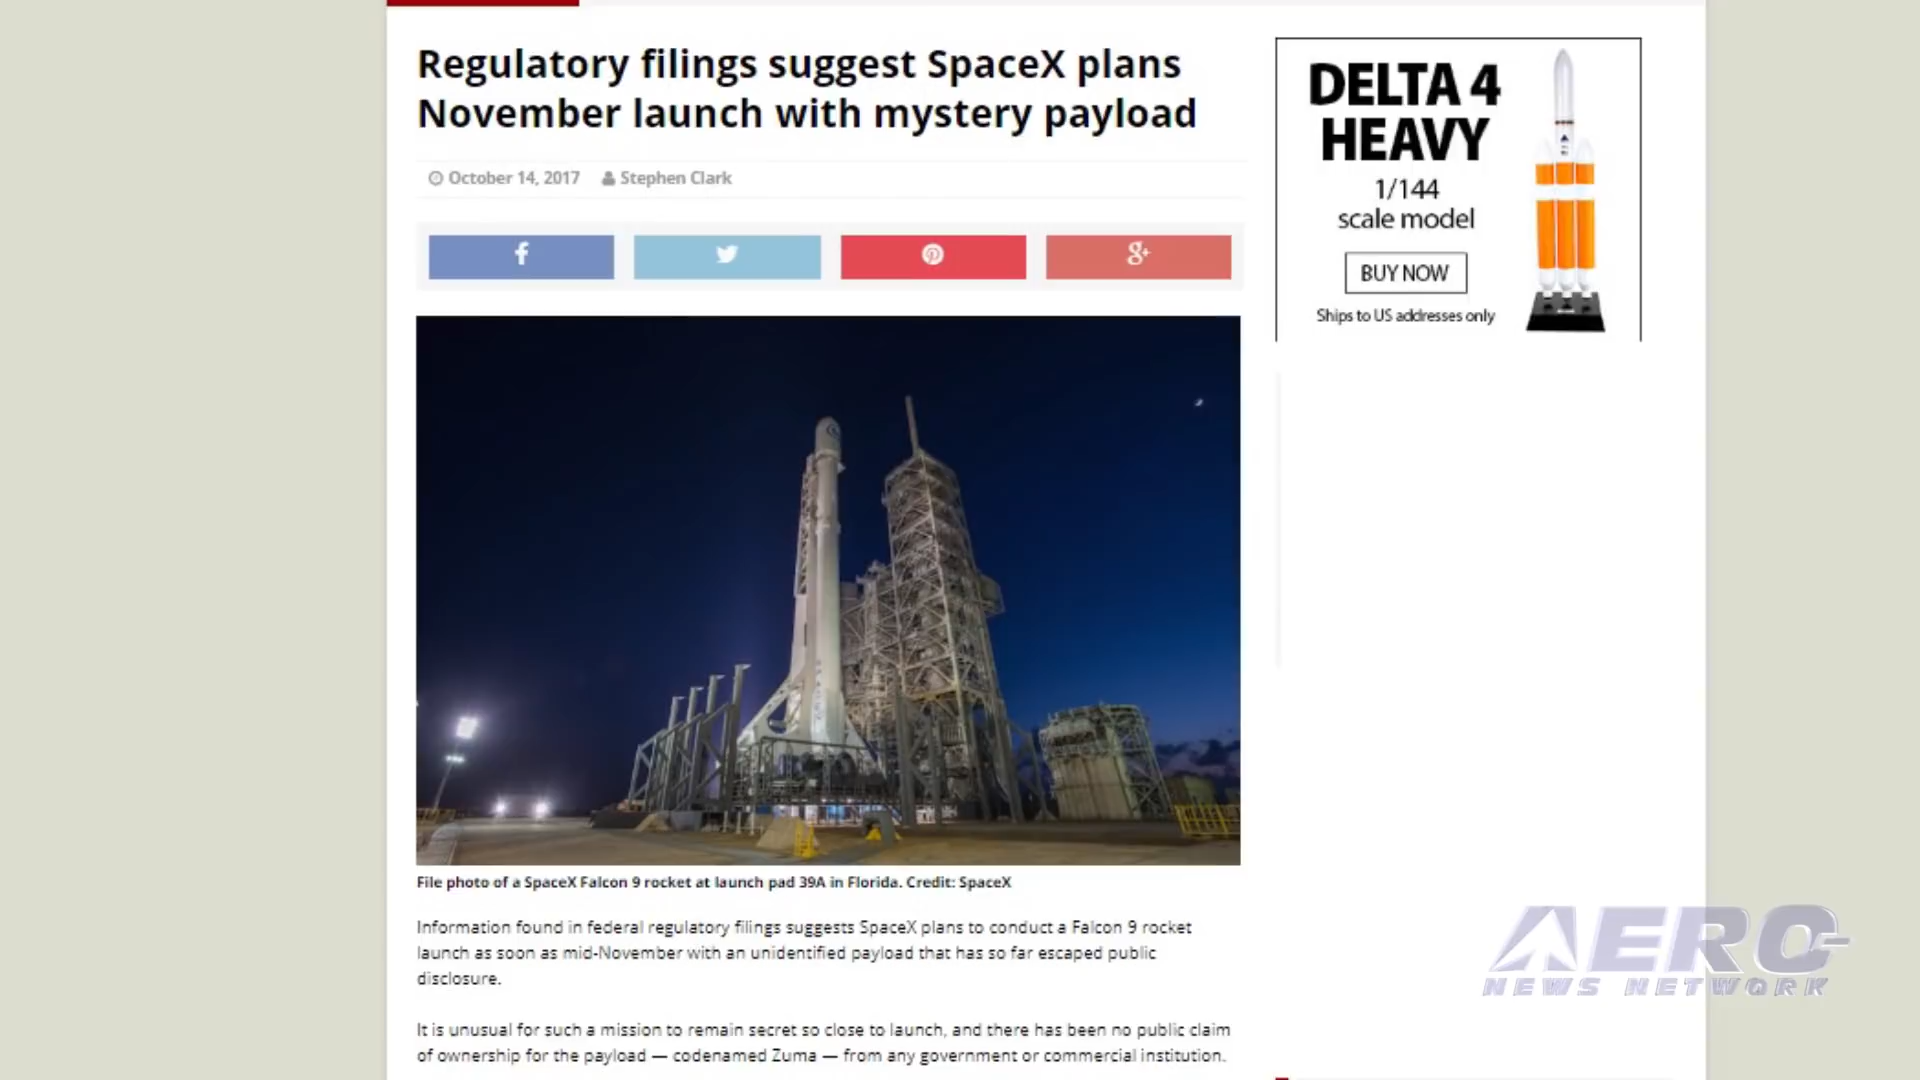 Regulatory filings suggest SpaceX plans
November launch with mystery payload
October 14, 2017 Stephen Clark
DELTA 4
HEAVY
1/144
scale model
BUY NOW
Ships to US addresses only
File photo of a SpaceX Falcon 9 rocket at launch pad 39A in Florida. Credit: SpaceX
Information found in federal regulatory filings suggests SpaceX plans to conduct a Falcon 9 rocket
launch as soon as mid-November with an unidentified payload that has so far escaped public
disclosure.
It is unusual for such a mission to remain secret so close to launch, and there has been no public claim
of ownership for the payload — codenamed Zuma — from any government or commercial institution.
AERO-
NEWS NETWORK